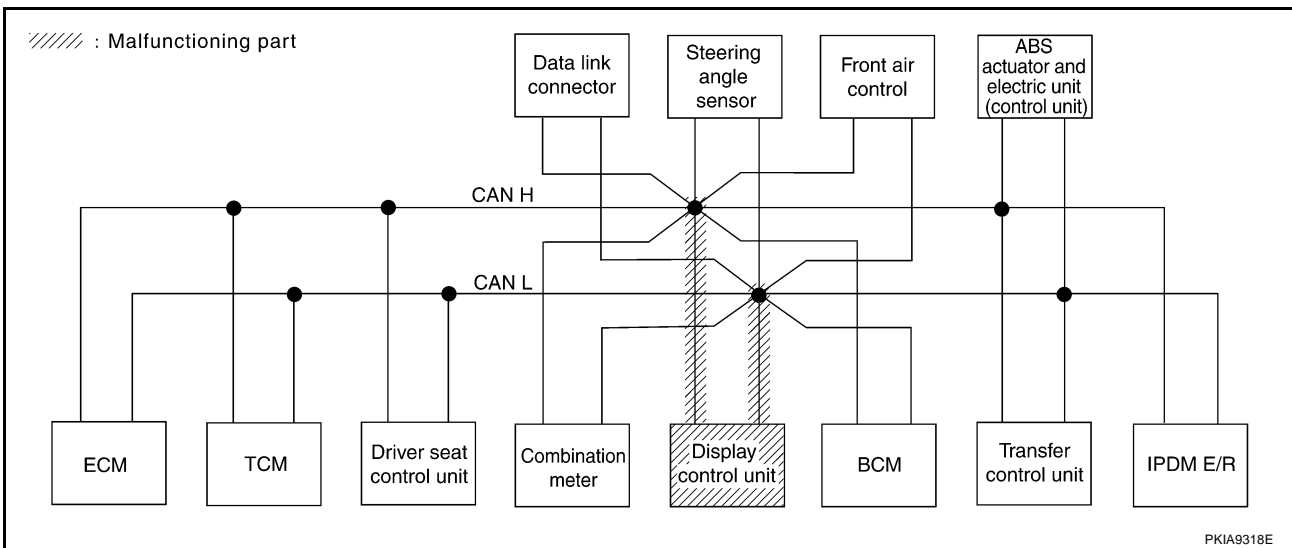 : Malfunctioning part
Data link
connector
Steering
angle
sensor
Front air
control
ABS
actuator and
electric unit
(control unit)
CAN H
CAN L
ECM
TCM
Driver seat
control unit
Combination
meter
Display
control unit
BCM
Transfer
control unit
IPDM E/R
PKIA9318E